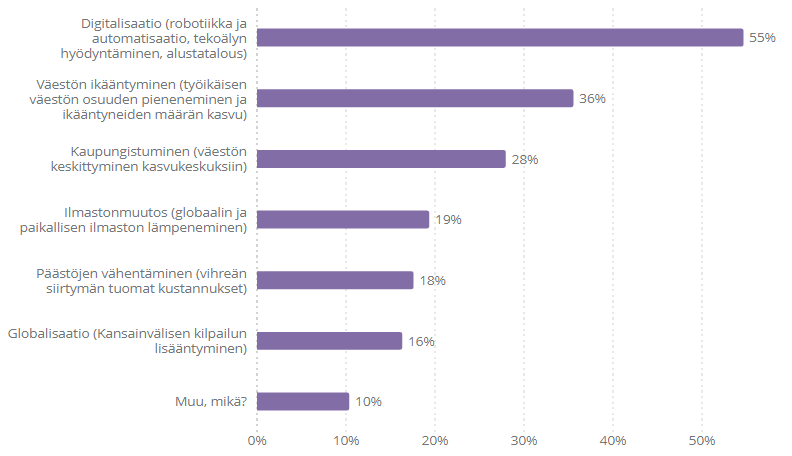 Digitalisaatio (robotiikka ja
automatisaatio, tekoälyn
hyödyntäminen, alustatalous)
55%
Väestön ikääntyminen (työikäisen
väestön osuuden pieneneminen ja
ikääntyneiden määrän kasvu)
36%
Kaupungistuminen (väestön
keskittyminen kasvukeskuksiin)
28%
Ilmastonmuutos (globaalin ja
paikallisen ilmaston lämpeneminen)
19%
Päästöjen vähentäminen (vihreän
siirtymän tuomat kustannukset)
18%
Globalisaatio (Kansainvälisen kilpailun
lisääntyminen)
16%
Muu, mikä?
10%
0% 10% 20% 30% 40% 50%